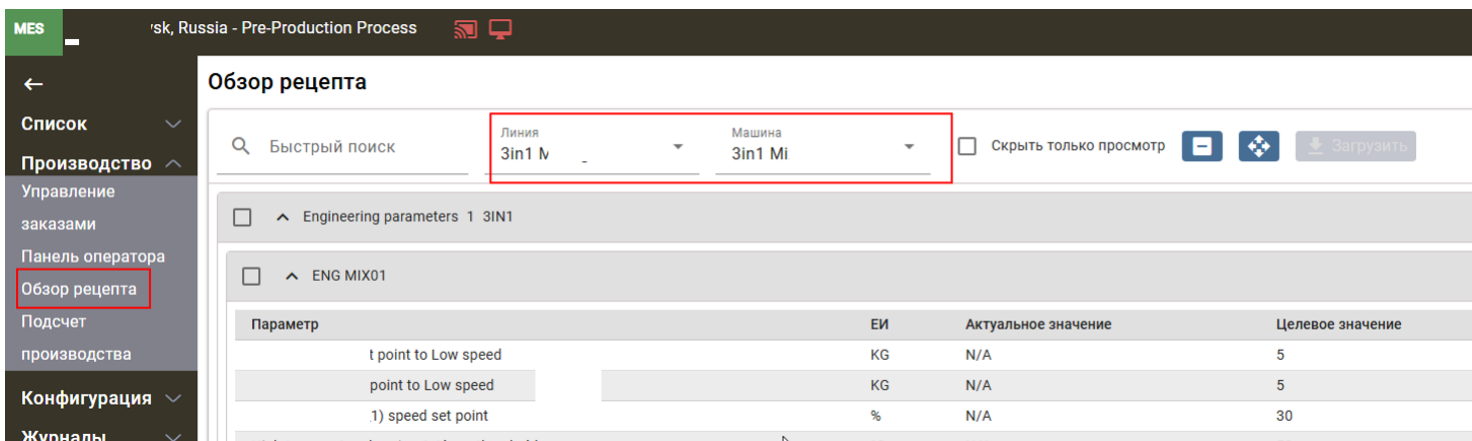 MES
sk, Russia - Pre-Production Process
Обзор рецепта
Список
Производство
Управление
заказами
Панель оператора
Обзор рецепта
Подсчет
производства
Конфигурация
Журналы
Быстрый поиск
Линия
3in1
Машина
3in1 Mi
Скрыть только просмотр
Загрузить
Engineering parameters 1 3IN1
ENG MIX01
Параметр ЕИ Актуальное значение Целевое значение
t point to Low speed KG N/A 5
point to Low speed KG N/A 5
1) speed set point % N/A 30